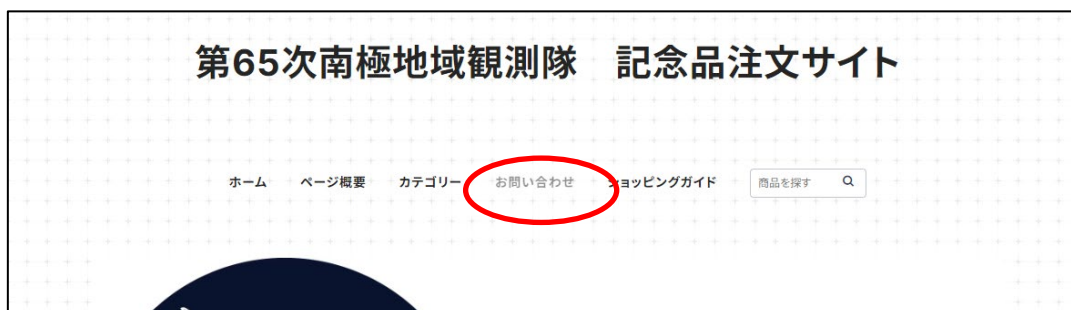 第65次南極地域観測隊　記念品注文サイト
ホーム ページ概要 カテゴリー お問い合わせ ショッピングガイド 商品を探す